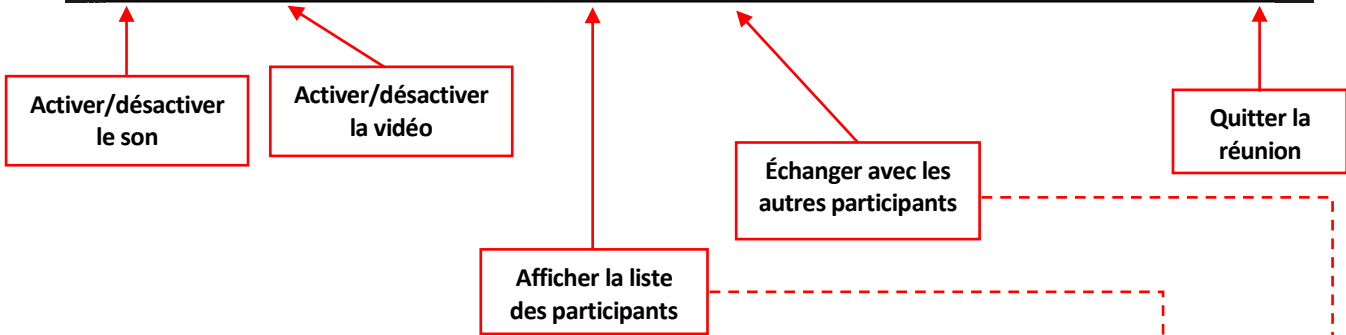 Activer/désactiver
le son
Activer/désactiver
la vidéo
Quitter la
réunion
Échanger avec les
autres participants
Afficher la liste
des participants